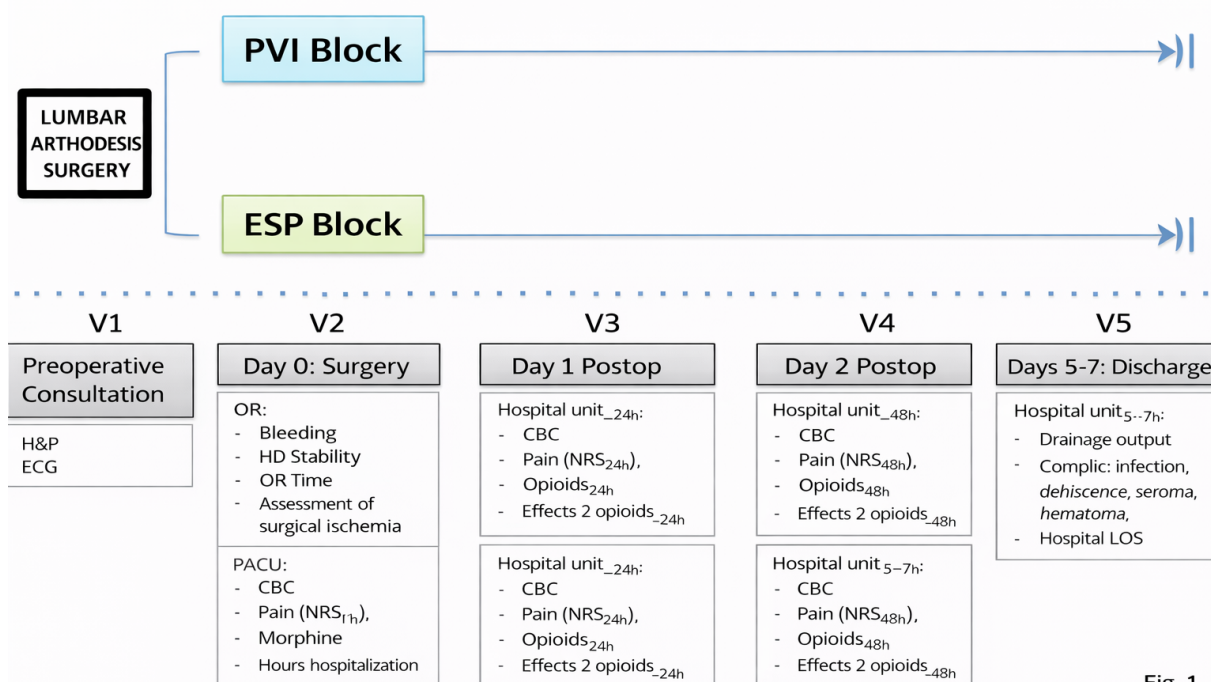 PVI Block
LUMBAR
ARTHODESIS
SURGERY
ESP Block
V1
Preoperative
Consultation
H&P
ECG
V2
Day 0: Surgery
OR:
- Bleeding
- HD Stability
- OR Time
- Assessment of
surgical ischemia
PACU:
- CBC
- Pain (NRS1h),
- Morphine
- Hours hospitalization
V3
Day 1 Postop
Hospital unit_24h:
- CBC
- Pain (NRS24h),
- Opioids24h
- Effects 2 opioids_24h
Hospital unit_24h:
- CBC
- Pain (NRS24h),
- Opioids24h
- Effects 2 opioids_24h
V4
Day 2 Postop
Hospital unit_48h:
- CBC
- Pain (NRS48h),
- Opioids48h
- Effects 2 opioids_48h
Hospital unit 5–7h:
- CBC
- Pain (NRS48h),
- Opioids48h
- Effects 2 opioids_48h
V5
Days 5-7: Discharge
Hospital unit5--7h:
- Drainage output
- Complic: infection,
dehiscence, seroma,
hematoma,
- Hospital LOS
Fig. 1